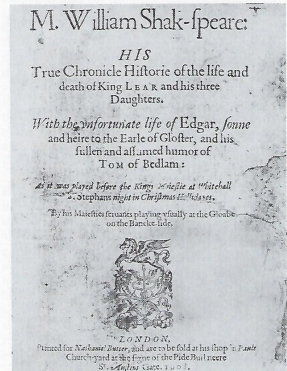 M. William Shak-speare:
HIS
True Chronicle Historie of the life and
death of King LEAR and his three
Daughters.
With the vnfortunate life of Edgar, sonne
and heire to the Earle of Gloster, and his
sullen and assumed humor of
TOM of Bedlam:
As it was played before the Kings Maiestie at Whitehall vpon
S. Stephans night in Christmas Hollidayes.
By his Maiesties seruants playing vsually at the Gloabe
on the Bancke-side.
LONDON,
Printed for Nathaniel Butter, and are to be sold at his shop in Pauls
Church-yard at the signe of the Pide Bull neere
St. Austins Gate. 1608.